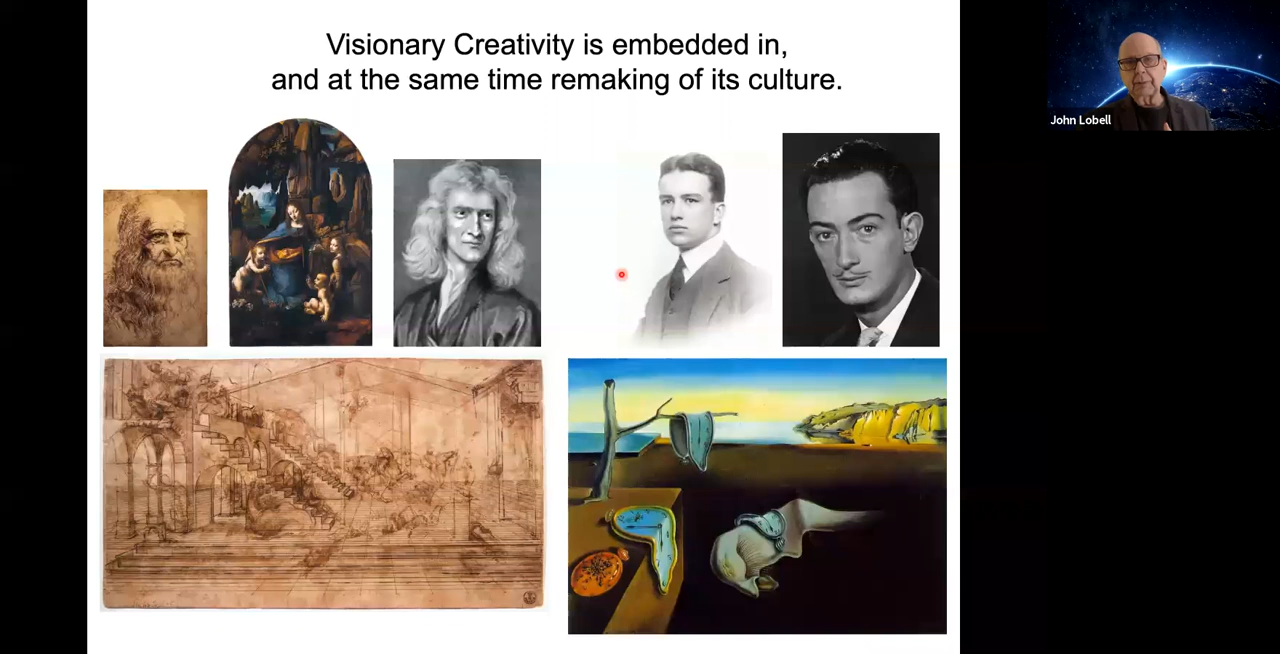 Visionary Creativity is embedded in,
and at the same time remaking of its culture.
John Lobell